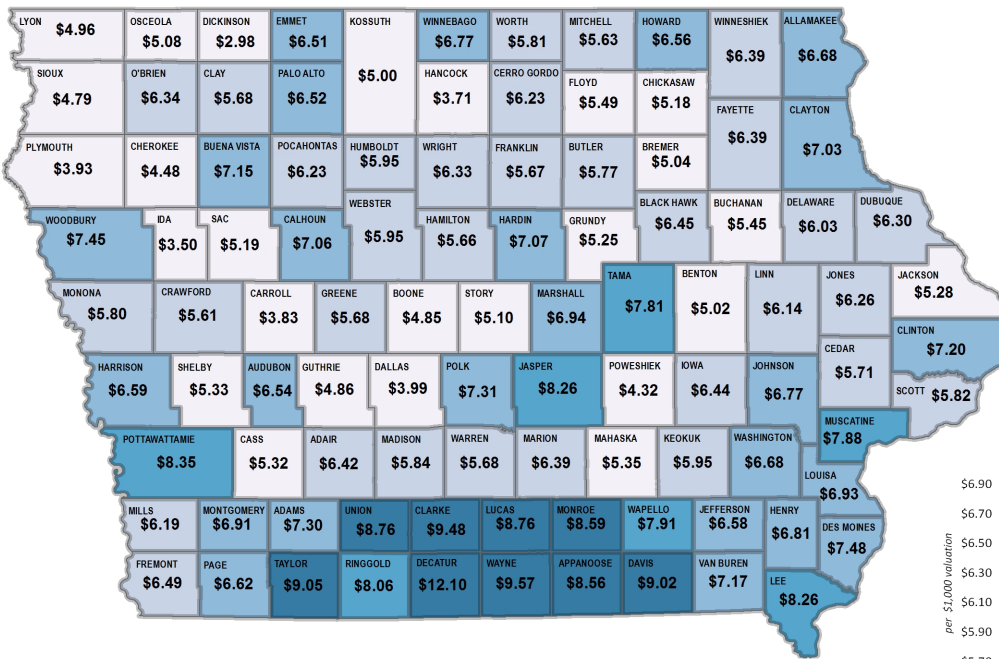 LYON $4.96
OSCEOLA $5.08
DICKINSON $2.98
EMMET $6.51
KOSSUTH $5.00
WINNEBAGO $6.77
WORTH $5.81
MITCHELL $5.63
HOWARD $6.56
WINNESHIEK $6.39
ALLAMAKEE $6.68
SIOUX $4.79
O'BRIEN $6.34
CLAY $5.68
PALO ALTO $6.52
HANCOCK $3.71
CERRO GORDO $6.23
FLOYD $5.49
CHICKASAW $5.18
FAYETTE $6.39
CLAYTON $7.03
PLYMOUTH $3.93
CHEROKEE $4.48
BUENA VISTA $7.15
POCAHONTAS $6.23
HUMBOLDT $5.95
WRIGHT $6.33
FRANKLIN $5.67
BUTLER $5.77
BREMER $5.04
WOODBURY $7.45
IDA $3.50
SAC $5.19
CALHOUN $7.06
WEBSTER $5.95
HAMILTON $5.66
HARDIN $7.07
GRUNDY $5.25
BLACK HAWK $6.45
BUCHANAN $5.45
DELAWARE $6.03
DUBUQUE $6.30
MONONA $5.80
CRAWFORD $5.61
CARROLL $3.83
GREENE $5.68
BOONE $4.85
STORY $5.10
MARSHALL $6.94
TAMA $7.81
BENTON $5.02
LINN $6.14
JONES $6.26
JACKSON $5.28
CLINTON $7.20
HARRISON $6.59
SHELBY $5.33
AUDUBON $6.54
GUTHRIE $4.86
DALLAS $3.99
POLK $7.31
JASPER $8.26
POWESHIEK $4.32
IOWA $6.44
JOHNSON $6.77
CEDAR $5.71
SCOTT $5.82
MUSCATINE $7.88
POTTAWATTAMIE $8.35
CASS $5.32
ADAIR $6.42
MADISON $5.84
WARREN $5.68
MARION $6.39
MAHASKA $5.35
KEOKUK $5.95
WASHINGTON $6.68
LOUISA $6.93
MILLS $6.19
MONTGOMERY $6.91
ADAMS $7.30
UNION $8.76
CLARKE $9.48
LUCAS $8.76
MONROE $8.59
WAPELLO $7.91
JEFFERSON $6.58
HENRY $6.81
DES MOINES $7.48
FREMONT $6.49
PAGE $6.62
TAYLOR $9.05
RINGGOLD $8.06
DECATUR $12.10
WAYNE $9.57
APPANOOSE $8.56
DAVIS $9.02
VAN BUREN $7.17
LEE $8.26
per $1,000 valuation
$6.90
$6.70
$6.50
$6.30
$6.10
$5.90